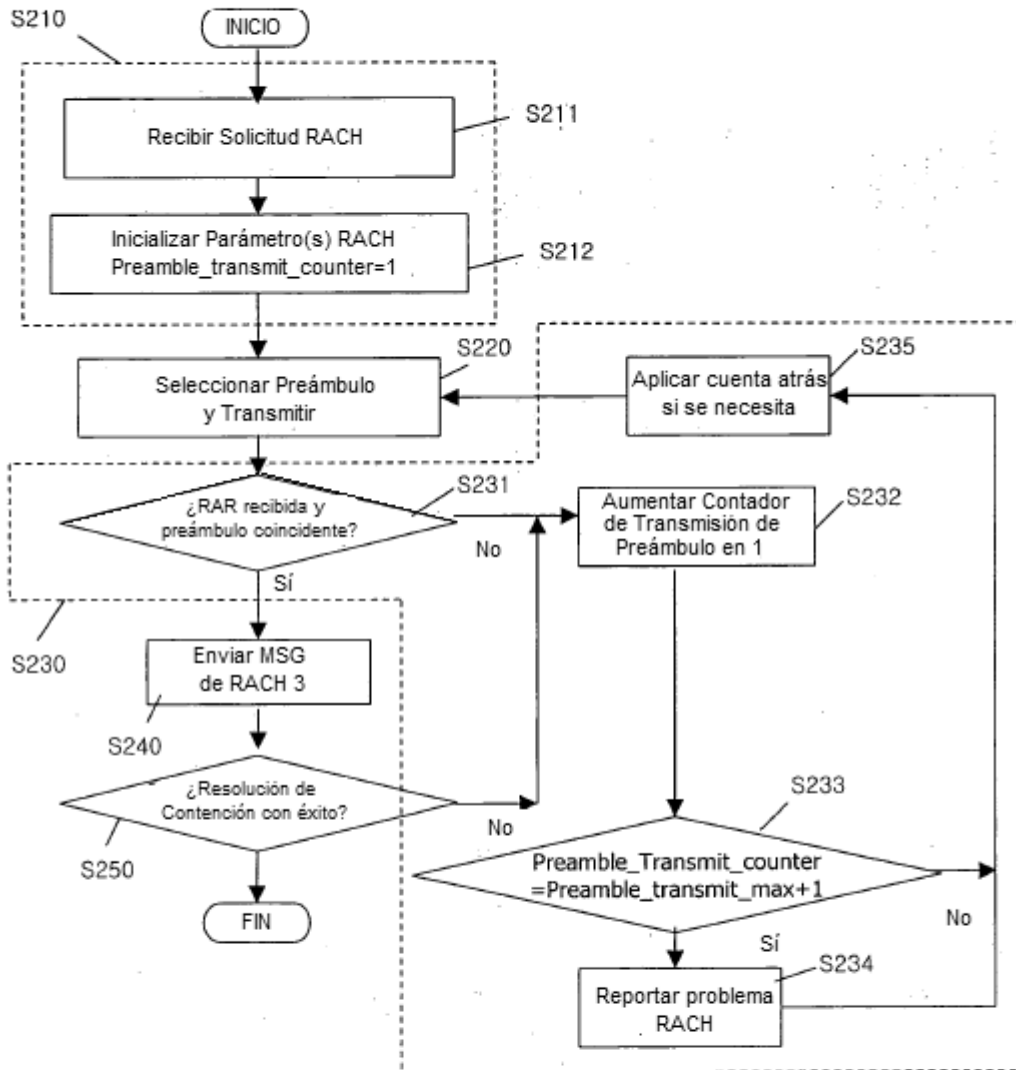 S210
INICIO
Recibir Solicitud RACH
S211
Inicializar Parámetro(s) RACH
Preamble_transmit_counter=1
S212
S220
Seleccionar Preámbulo
y Transmitir
S235
Aplicar cuenta atrás
si se necesita
S231
¿RAR recibida y
preámbulo coincidente?
No
Sí
Aumentar Contador
de Transmisión de
Preámbulo en 1
S232
S230
Enviar MSG
de RACH 3
S240
¿Resolución de
Contención con éxito?
No
S250
FIN
S233
Preamble_Transmit_counter
=Preamble_transmit_max+1
No
Sí
S234
Reportar problema
RACH